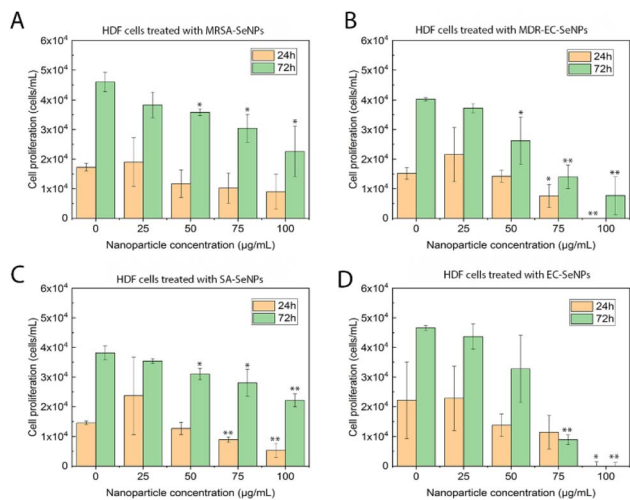 A
HDF cells treated with MRSA-SeNPs
24h
72h
Cell proliferation (cells/mL)
6x10⁴
5x10⁴
4x10⁴
3x10⁴
2x10⁴
1x10⁴
0
* * *
0 25 50 75 100
Nanoparticle concentration (µg/mL)
B
HDF cells treated with MDR-EC-SeNPs
24h
72h
Cell proliferation (cells/mL)
6x10⁴
5x10⁴
4x10⁴
3x10⁴
2x10⁴
1x10⁴
0
* * ** ** **
0 25 50 75 100
Nanoparticle concentration (µg/mL)
C
HDF cells treated with SA-SeNPs
24h
72h
Cell proliferation (cells/mL)
6x10⁴
5x10⁴
4x10⁴
3x10⁴
2x10⁴
1x10⁴
0
* ** * ** **
0 25 50 75 100
Nanoparticle concentration (µg/mL)
D
HDF cells treated with EC-SeNPs
24h
72h
Cell proliferation (cells/mL)
6x10⁴
5x10⁴
4x10⁴
3x10⁴
2x10⁴
1x10⁴
0
** * **
0 25 50 75 100
Nanoparticle concentration (µg/mL)